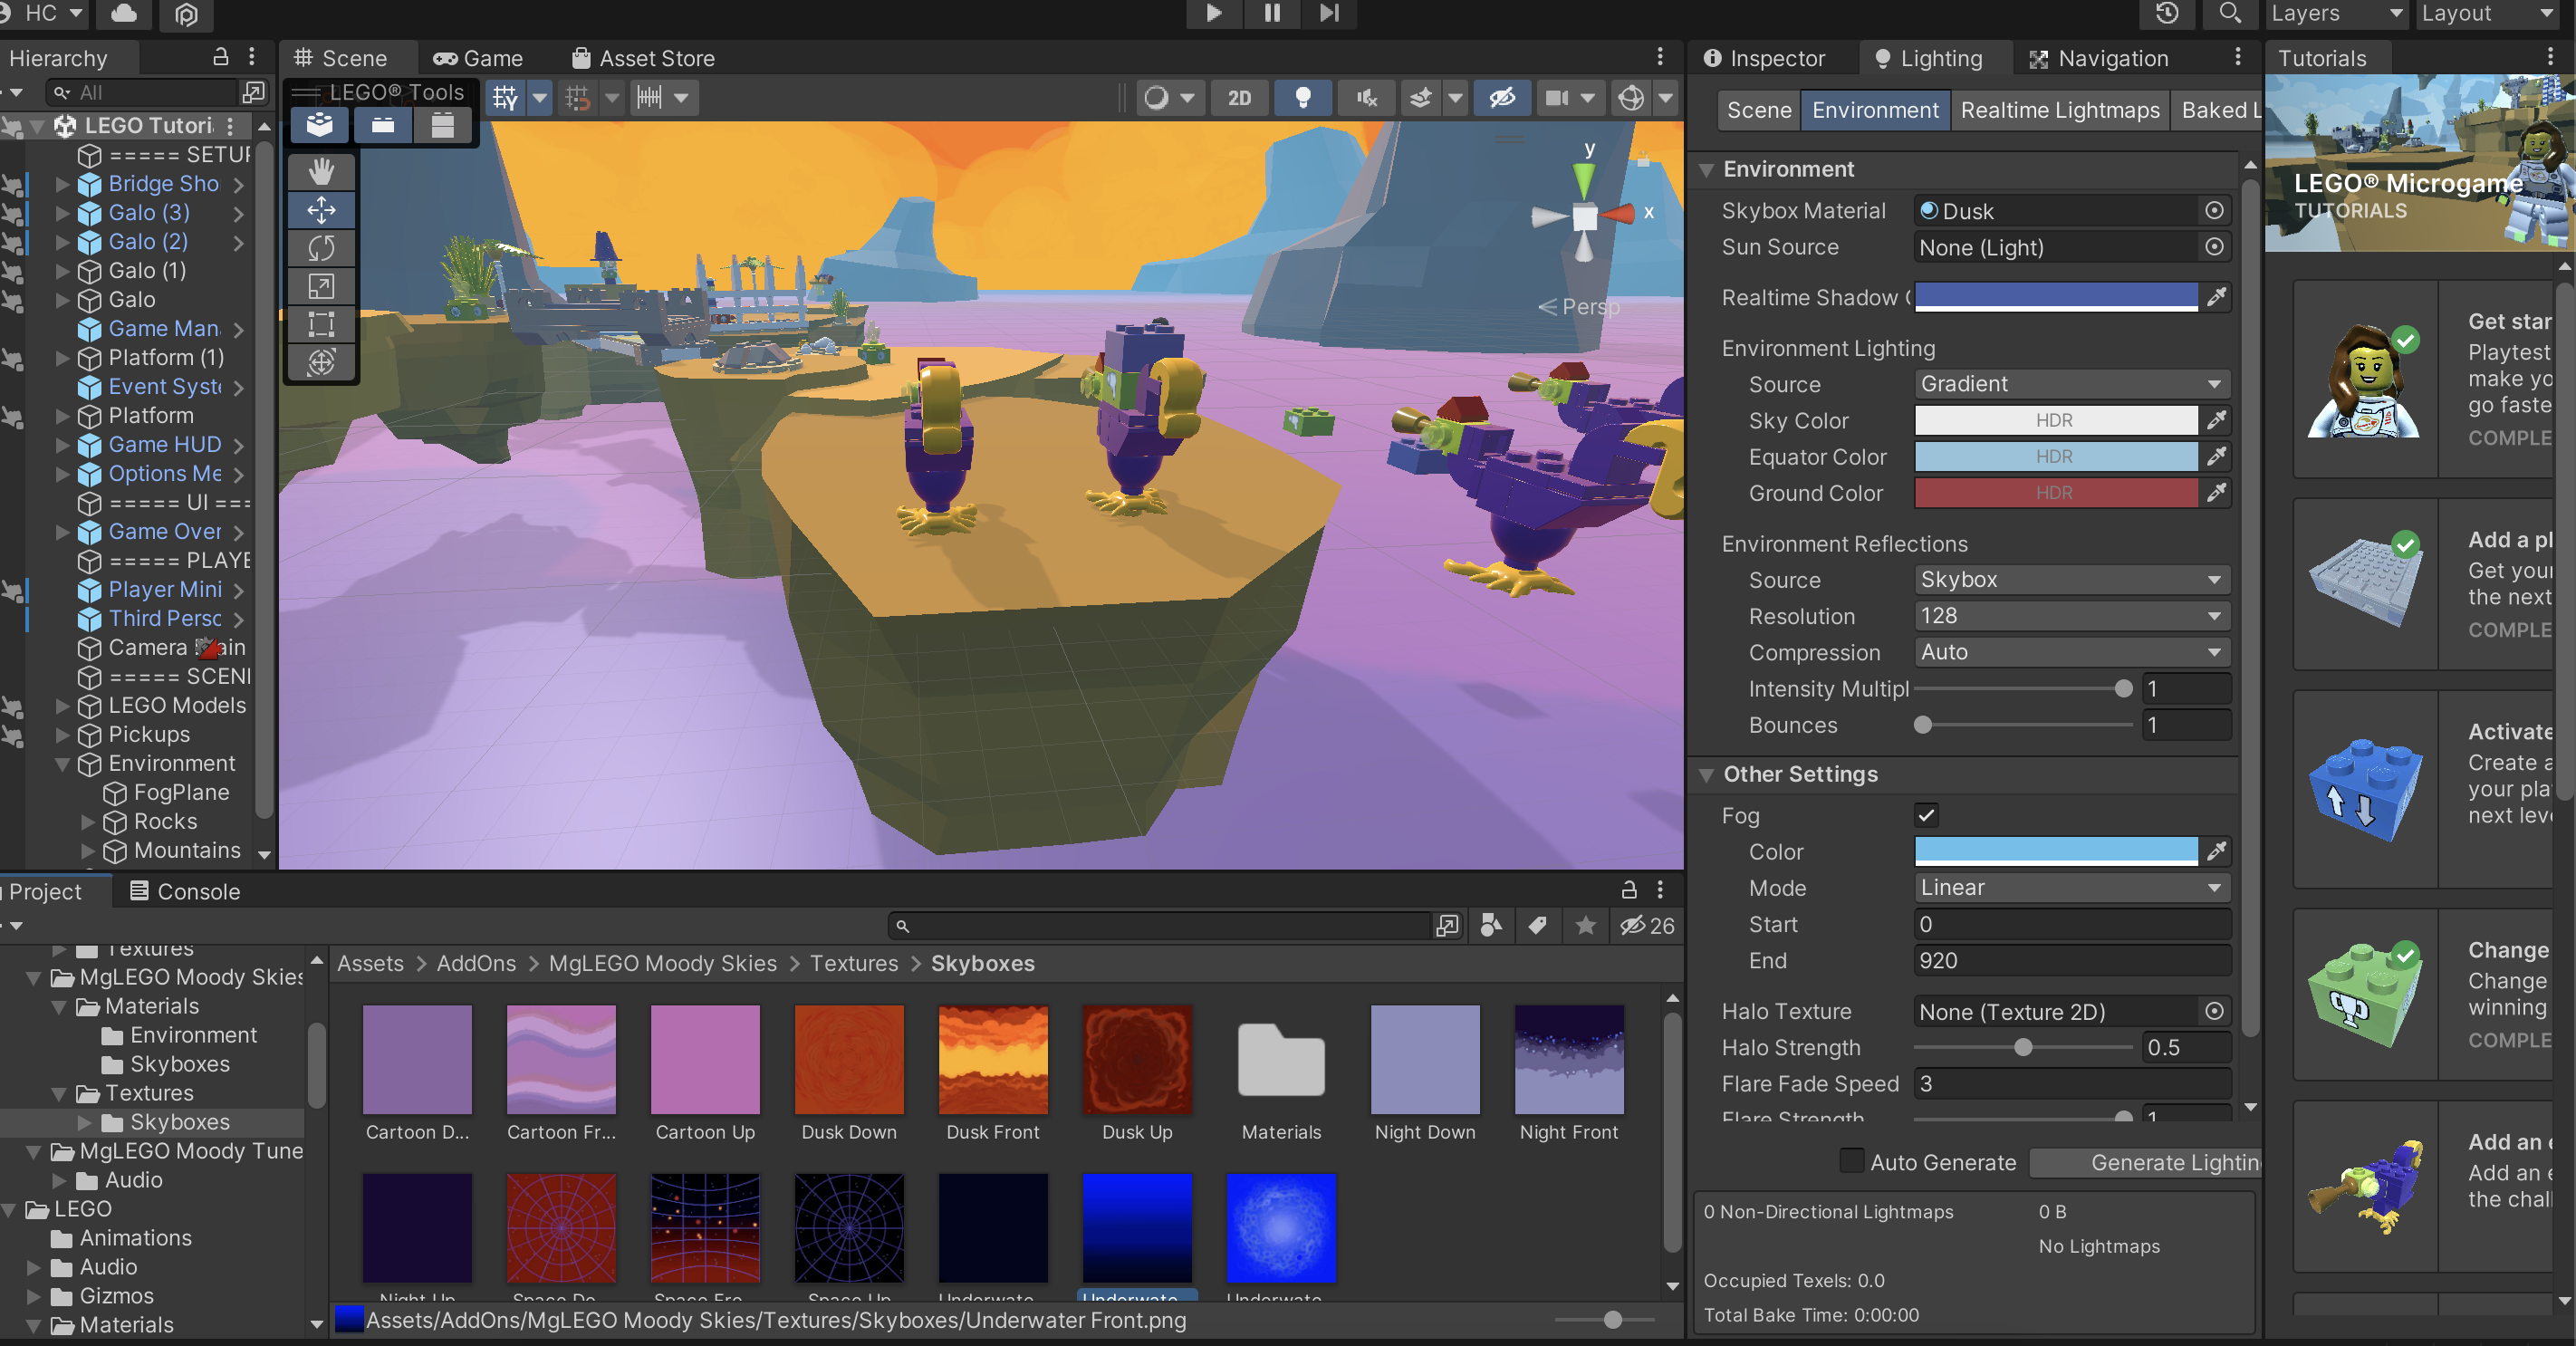 HC
Layers
Layout
Hierarchy
All
LEGO Tutori
===== SETUP
Bridge Sho
Galo (3)
Galo (2)
Galo (1)
Galo
Game Man
Platform (1)
Event Syst
Platform
Game HUD
Options Me
===== UI ===
Game Over
===== PLAYE
Player Mini
Third Perso
Camera Main
===== SCENE
LEGO Models
Pickups
Environment
FogPlane
Rocks
Mountains
Scene
Game
Asset Store
LEGO® Tools
2D
y
x
Persp
Inspector
Lighting
Navigation
Scene
Environment
Realtime Lightmaps
Baked L
Environment
Skybox Material
Dusk
Sun Source
None (Light)
Realtime Shadow C
Environment Lighting
Source
Gradient
Sky Color
HDR
Equator Color
HDR
Ground Color
HDR
Environment Reflections
Source
Skybox
Resolution
128
Compression
Auto
Intensity Multipl
1
Bounces
1
Other Settings
Fog
Color
Mode
Linear
Start
0
End
920
Halo Texture
None (Texture 2D)
Halo Strength
0.5
Flare Fade Speed
3
Flare Strength
1
Auto Generate
Generate Lightin
0 Non-Directional Lightmaps
0 B
No Lightmaps
Occupied Texels: 0.0
Total Bake Time: 0:00:00
Tutorials
LEGO® Microgame
TUTORIALS
Get star
Playtest
make yo
go faste
COMPLE
Add a pl
Get your
the next
COMPLE
Activate
Create a
your pla
next leve
Change
Change
winning
COMPLE
Add an e
Add an e
the chall
Project
Console
26
Textures
MgLEGO Moody Skies
Materials
Environment
Skyboxes
Textures
Skyboxes
MgLEGO Moody Tune
Audio
LEGO
Animations
Audio
Gizmos
Materials
Assets > AddOns > MgLEGO Moody Skies > Textures > Skyboxes
Cartoon D...
Cartoon Fr...
Cartoon Up
Dusk Down
Dusk Front
Dusk Up
Materials
Night Down
Night Front
Night Up
Space Do
Space Fro
Space Up
Underwate
Underwate
Underwate
Assets/AddOns/MgLEGO Moody Skies/Textures/Skyboxes/Underwater Front.png